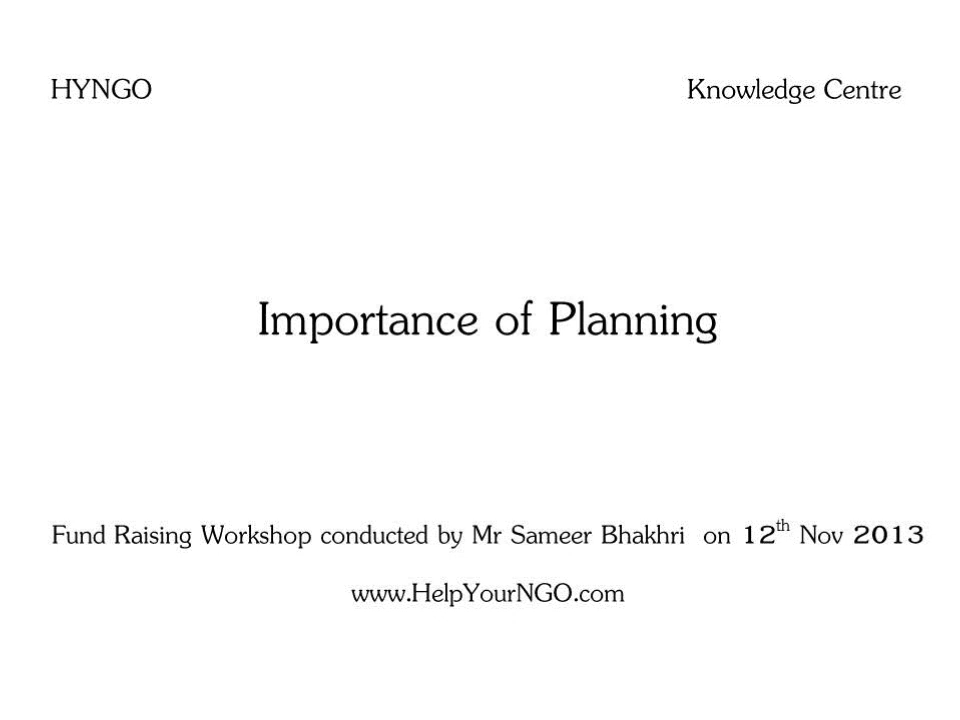 HYNGO Knowledge Centre
Importance of Planning
Fund Raising Workshop conducted by Mr Sameer Bhakhri on 12th Nov 2013
www.HelpYourNGO.com